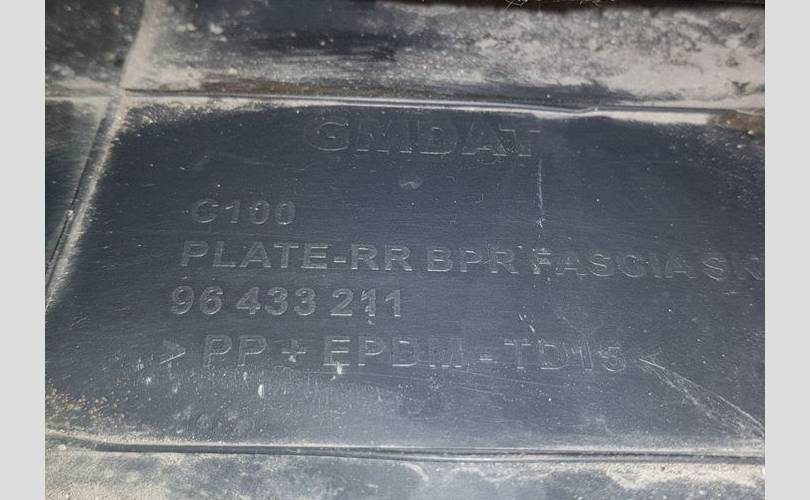 GMDAT
C100
PLATE-RR BPR FASCIA SK
96 433 211
> PP + EPDM - TD15 <